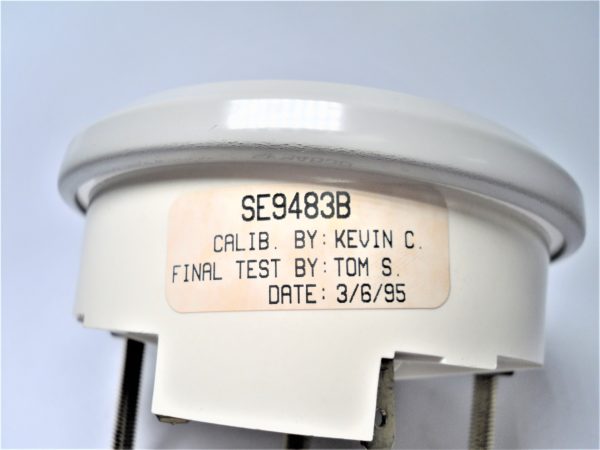 SE9483B
CALIB. BY: KEVIN C.
FINAL TEST BY: TOM S.
DATE: 3/6/95